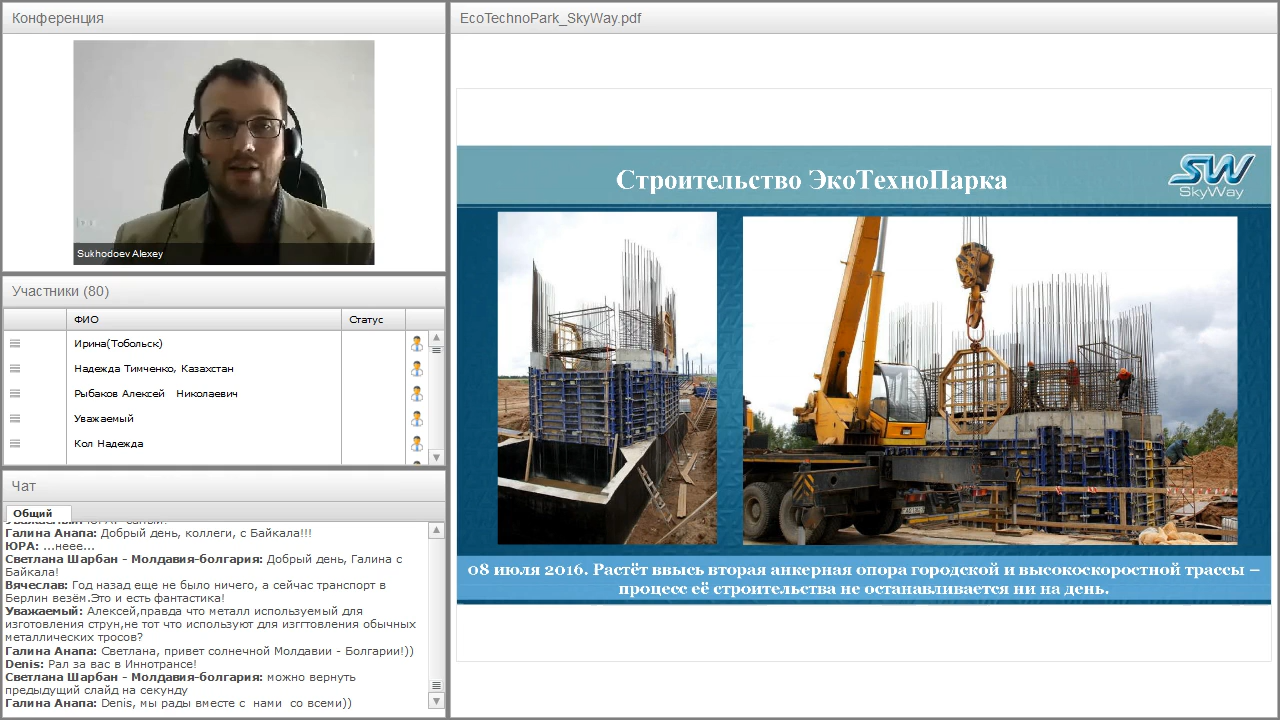 Конференция
Sukhodoev Alexey
Участники (80)
ФИО
Статус
Ирина(Тобольск)
Надежда Тимченко, Казахстан
Рыбаков Алексей Николаевич
Уважаемый
Кол Надежда
Чат
Общий
Галина Анапа: Добрый день, коллеги, с Байкала!!!
ЮРА: ...неее...
Светлана Шарбан - Молдавия-болгария: Добрый день, Галина с
Байкала!
Вячеслав: Год назад еще не было ничего, а сейчас транспорт в
Берлин везём.Это и есть фантастика!
Уважаемый: Алексей,правда что металл используемый для
изготовления струн,не тот что используют для изгттовления обычных
металлических тросов?
Галина Анапа: Светлана, привет солнечной Молдавии - Болгарии!))
Denis: Рал за вас в Иннотрансе!
Светлана Шарбан - Молдавия-болгария: можно вернуть
предыдущий слайд на секунду
Галина Анапа: Denis, мы рады вместе с нами со всеми))
EcoTechnoPark_SkyWay.pdf
Строительство ЭкоТехноПарка
SW
SkyWay
08 июля 2016. Растёт ввысь вторая анкерная опора городской и высокоскоростной трассы –
процесс её строительства не останавливается ни на день.